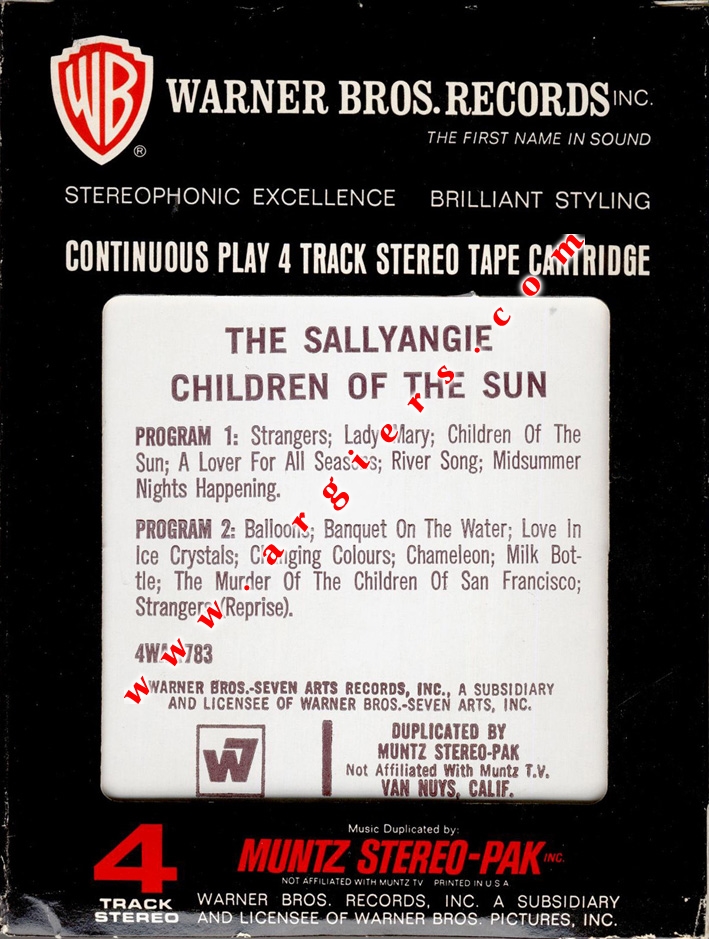 WB
®
WARNER BROS. RECORDS INC.
THE FIRST NAME IN SOUND
STEREOPHONIC EXCELLENCE BRILLIANT STYLING
CONTINUOUS PLAY 4 TRACK STEREO TAPE CARTRIDGE
THE SALLYANGIE
CHILDREN OF THE SUN
PROGRAM 1: Strangers; Lady Mary; Children Of The
Sun; A Lover For All Seasons; River Song; Midsummer
Nights Happening.
PROGRAM 2: Balloons; Banquet On The Water; Love In
Ice Crystals; Changing Colours; Chameleon; Milk Bot-
tle; The Murder Of The Children Of San Francisco;
Strangers (Reprise).
WARNER BROS.-SEVEN ARTS RECORDS, INC., A SUBSIDIARY
AND LICENSEE OF WARNER BROS.-SEVEN ARTS, INC.
W7
DUPLICATED BY
MUNTZ STEREO-PAK
Not Affiliated With Muntz T.V.
VAN NUYS, CALIF.
www.argiers.com
4
TRACK
STEREO
Music Duplicated by:
MUNTZ STEREO-PAK INC.
NOT AFFILIATED WITH MUNTZ TV PRINTED IN U S A
WARNER BROS. RECORDS, INC. A SUBSIDIARY
AND LICENSEE OF WARNER BROS. PICTURES, INC.